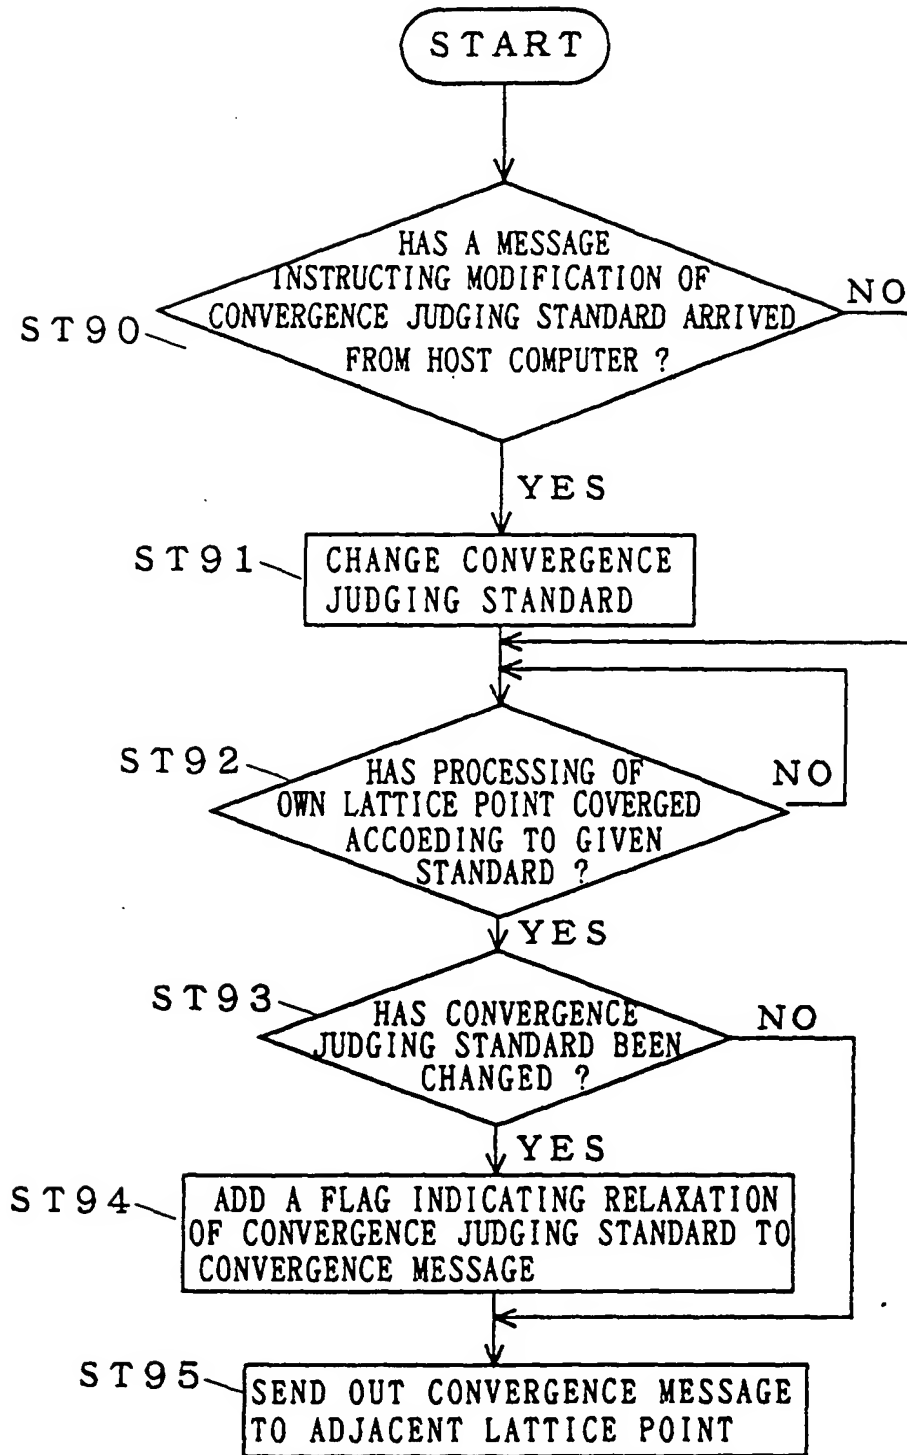 START
HAS A MESSAGE
INSTRUCTING MODIFICATION OF
CONVERGENCE JUDGING STANDARD ARRIVED
FROM HOST COMPUTER ?
NO
ST90
YES
ST91
CHANGE CONVERGENCE
JUDGING STANDARD
ST92
HAS PROCESSING OF
OWN LATTICE POINT COVERGED
ACCOEDING TO GIVEN
STANDARD ?
NO
YES
ST93
HAS CONVERGENCE
JUDGING STANDARD BEEN
CHANGED ?
NO
YES
ST94
ADD A FLAG INDICATING RELAXATION
OF CONVERGENCE JUDGING STANDARD TO
CONVERGENCE MESSAGE
ST95
SEND OUT CONVERGENCE MESSAGE
TO ADJACENT LATTICE POINT